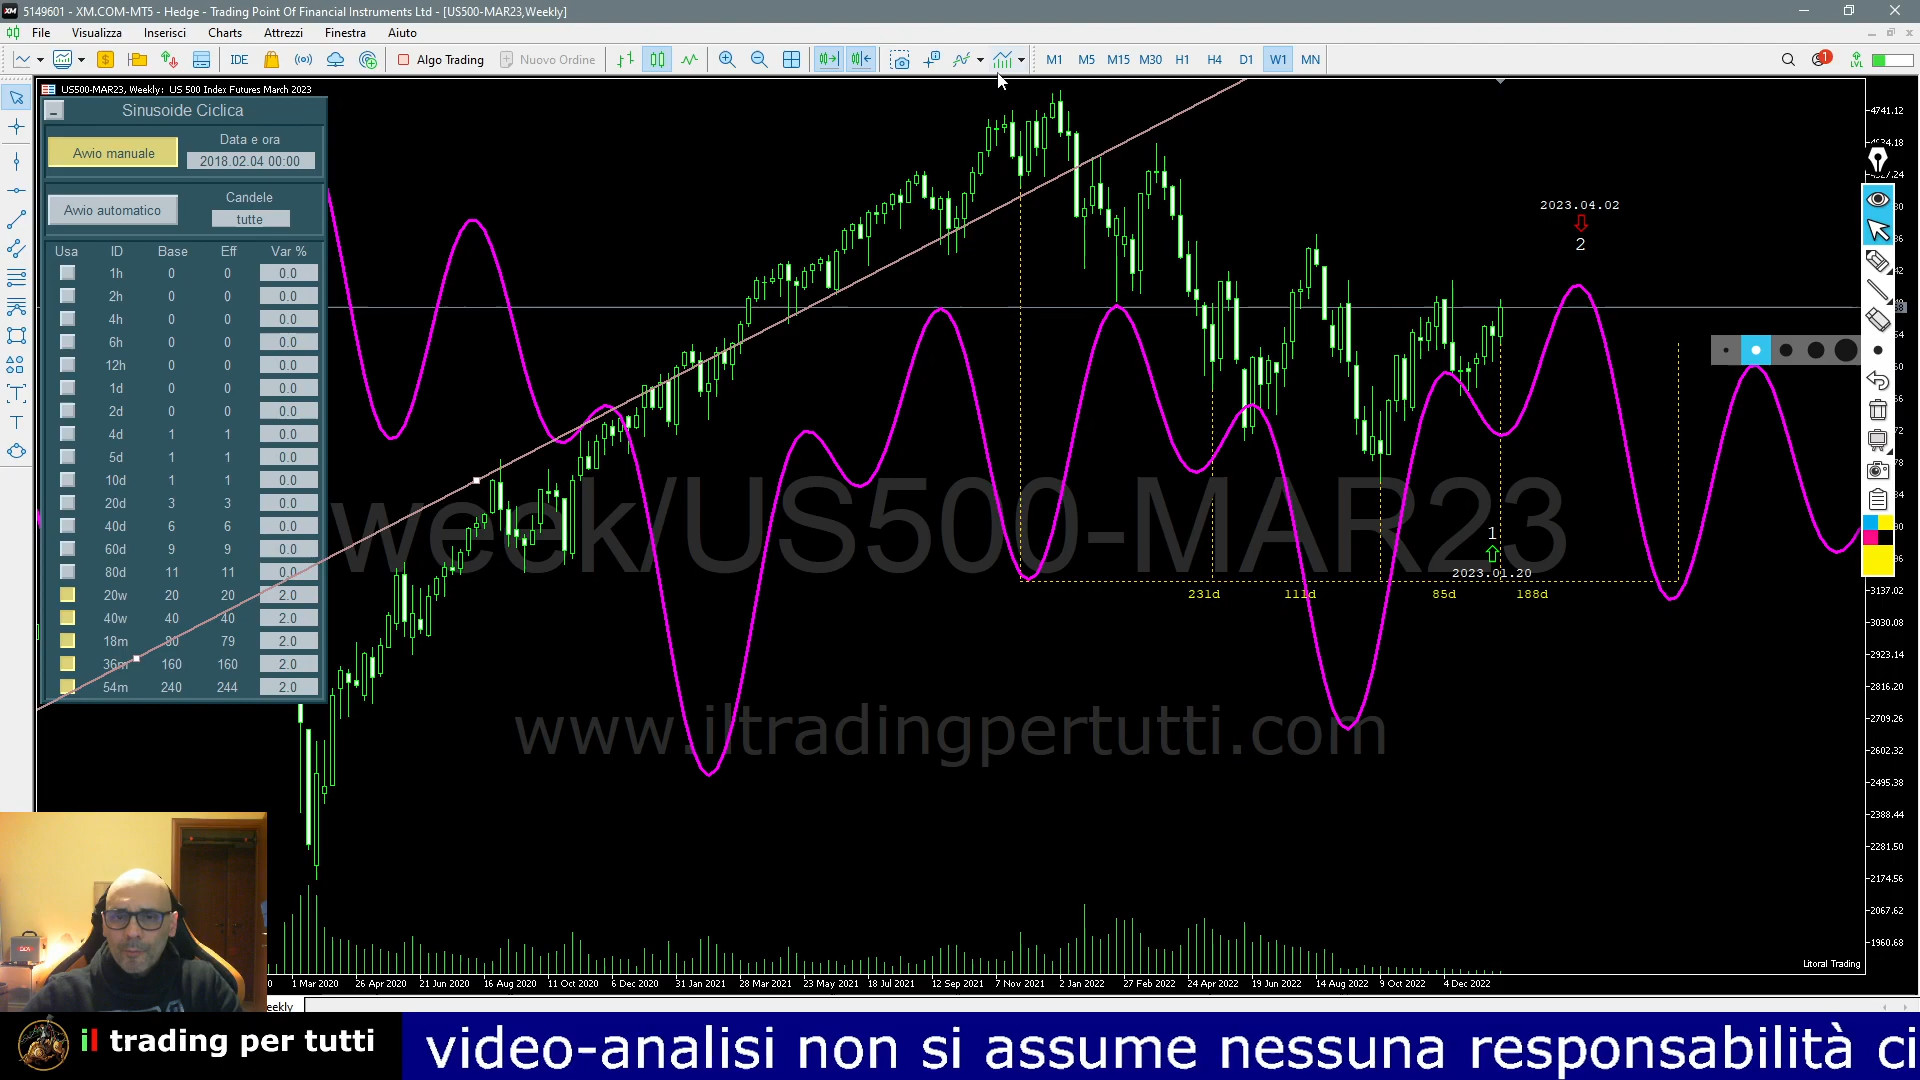 5149601 - XM.COM-MT5 - Hedge - Trading Point Of Financial Instruments Ltd - [US500-MAR23,Weekly]
File Visualizza Inserisci Charts Attrezzi Finestra Aiuto
IDE Algo Trading Nuovo Ordine M1 M5 M15 M30 H1 H4 D1 W1 MN 1
US500-MAR23, Weekly: US 500 Index Futures March 2023
Sinusoide Ciclica
Avvio manuale
Data e ora
2018.02.04 00:00
Avvio automatico
Candele
tutte
Usa ID Base Eff Var %
1h 0 0 0.0
2h 0 0 0.0
4h 0 0 0.0
6h 0 0 0.0
12h 0 0 0.0
1d 0 0 0.0
2d 0 0 0.0
4d 1 1 0.0
5d 1 1 0.0
10d 1 1 0.0
20d 3 3 0.0
40d 6 6 0.0
60d 9 9 0.0
80d 11 11 0.0
20w 20 20 2.0
40w 40 40 2.0
18m 80 79 2.0
36m 160 160 2.0
54m 240 244 2.0
2023.04.02
2
week/US500-MAR23
1
2023.01.20
231d 111d 85d 188d
www.iltradingpertutti.com
4741.12
3137.02
3030.08
2923.14
2816.20
2709.26
2602.32
2495.38
2388.44
2281.50
2174.56
2067.62
1960.68
Litoral Trading
1 Mar 2020 26 Apr 2020 21 Jun 2020 16 Aug 2020 11 Oct 2020 6 Dec 2020 31 Jan 2021 28 Mar 2021 23 May 2021 18 Jul 2021 12 Sep 2021 7 Nov 2021 2 Jan 2022 27 Feb 2022 24 Apr 2022 19 Jun 2022 14 Aug 2022 9 Oct 2022 4 Dec 2022
eekly
il trading per tutti
video-analisi non si assume nessuna responsabilità ci